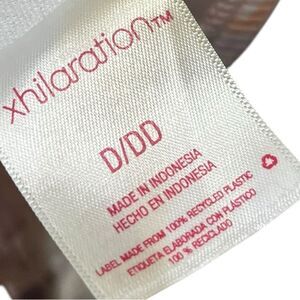 xhilaration™
D/DD
MADE IN INDONESIA
HECHO EN INDONESIA
LABEL MADE FROM 100% RECYCLED PLASTIC
ETIQUETA ELABORADA CON PLÁSTICO
100 % RECICLADO